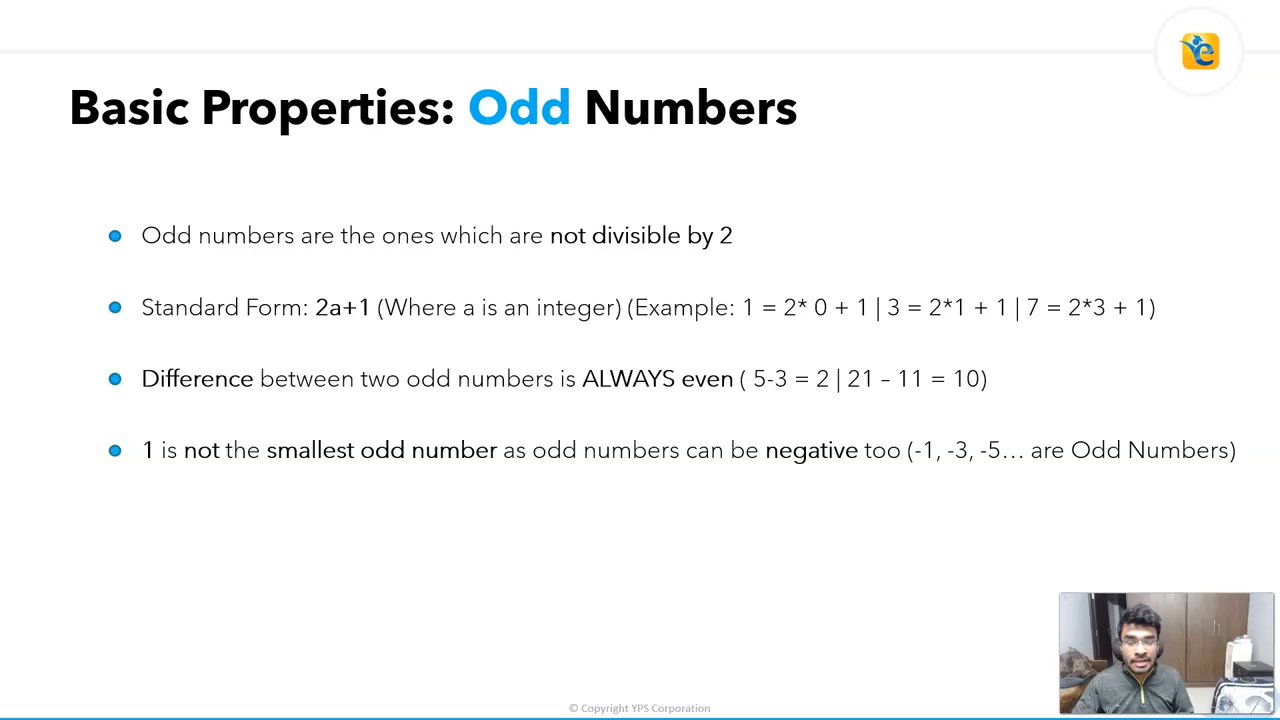 Basic Properties: Odd Numbers
Odd numbers are the ones which are not divisible by 2
Standard Form: 2a+1 (Where a is an integer) (Example: 1 = 2* 0 + 1 | 3 = 2*1 + 1 | 7 = 2*3 + 1)
Difference between two odd numbers is ALWAYS even ( 5-3 = 2 | 21 – 11 = 10)
1 is not the smallest odd number as odd numbers can be negative too (-1, -3, -5... are Odd Numbers)
© Copyright YPS Corporation